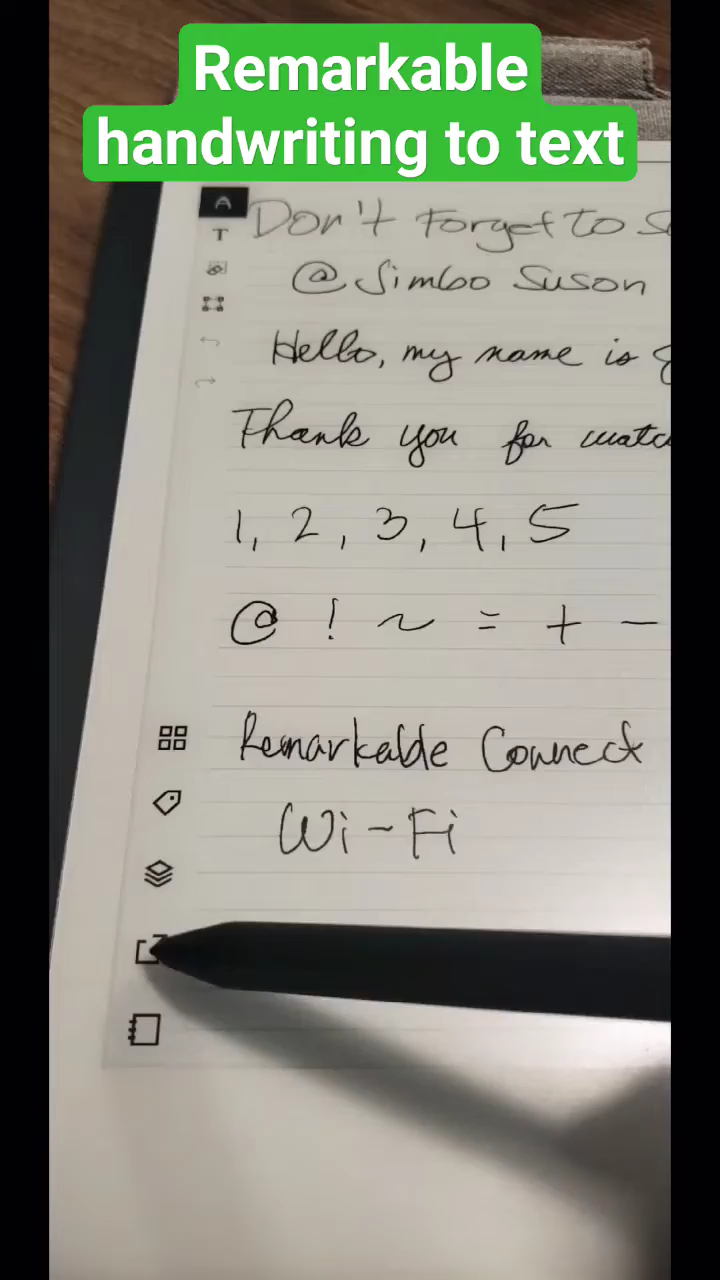 Remarkable
handwriting to text
A
T
Don't Forget To
@Simbo Suson
Hello, my name is
Thank you for
1, 2, 3, 4, 5
@ ! ~ = + -
Remarkable Connect
Wi-Fi